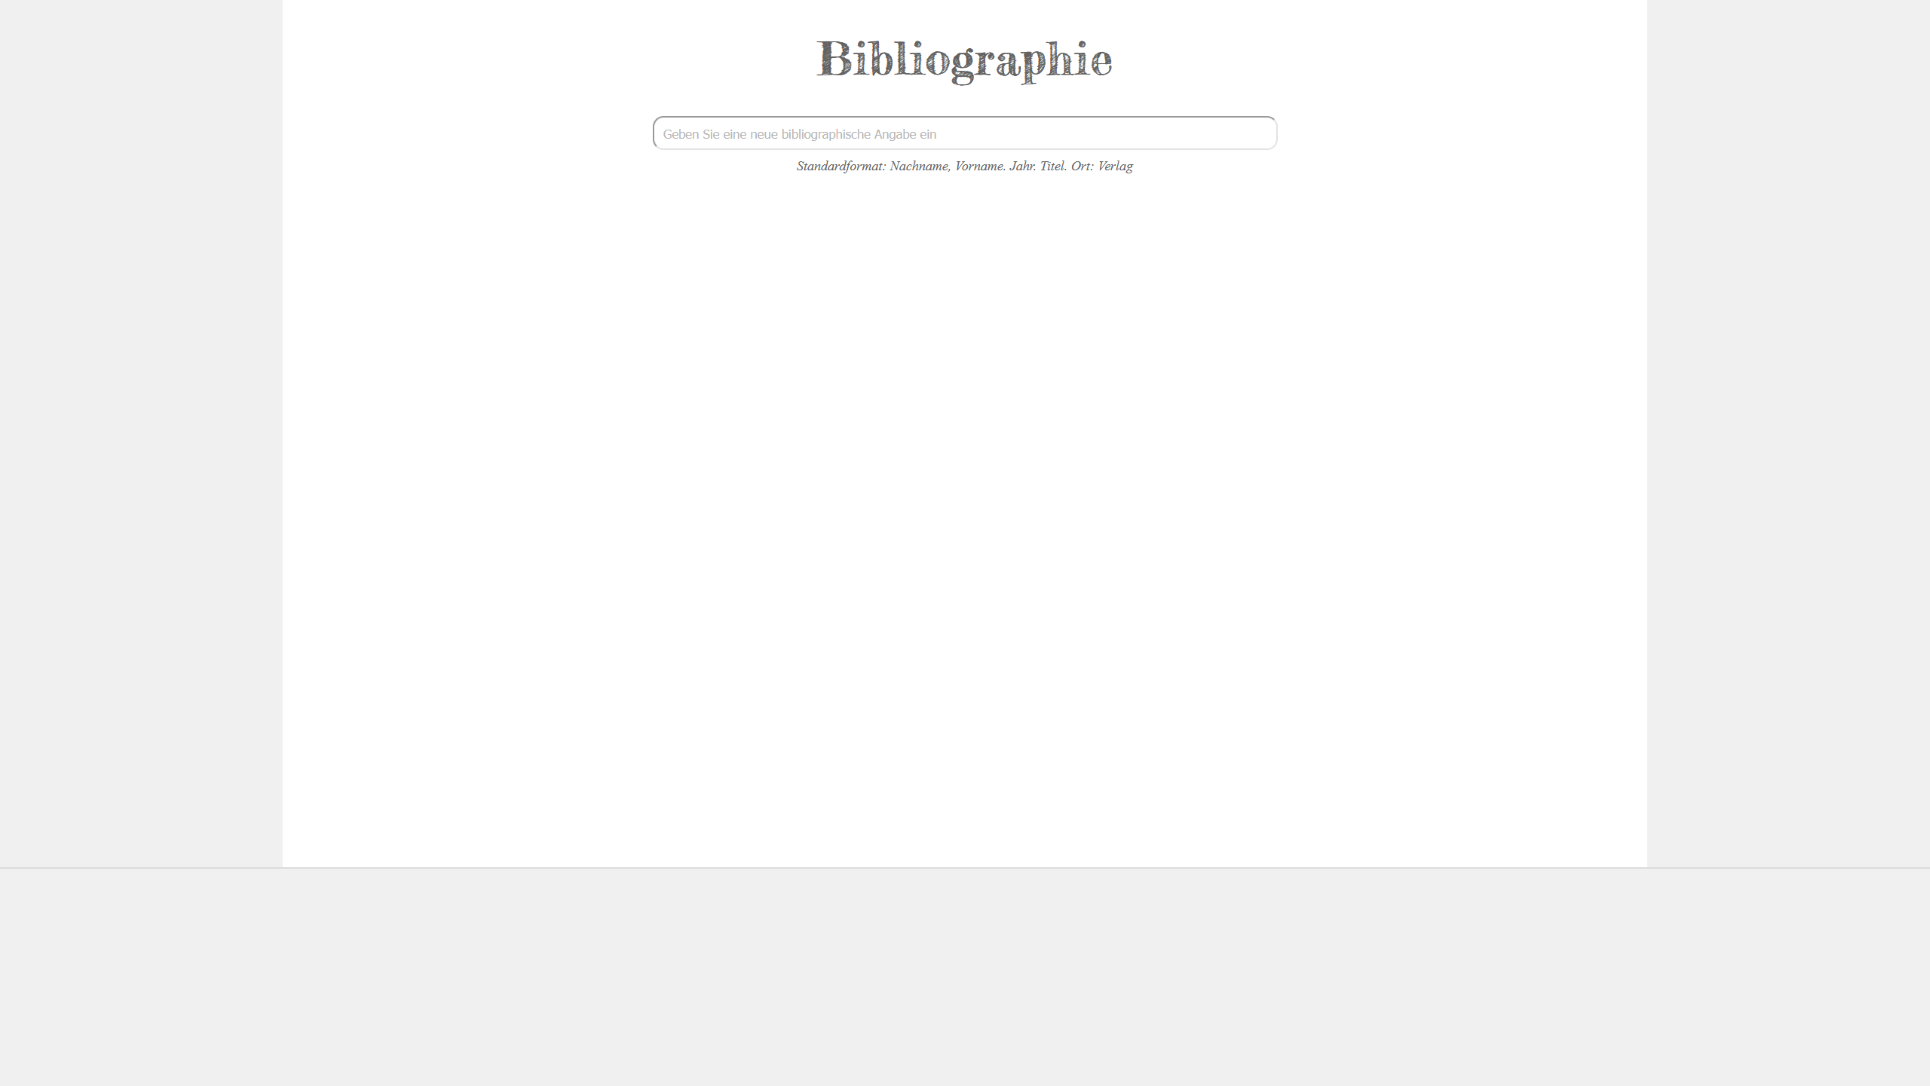 Bibliographie
Geben Sie eine neue bibliographische Angabe ein
Standardformat: Nachname, Vorname. Jahr. Titel. Ort: Verlag